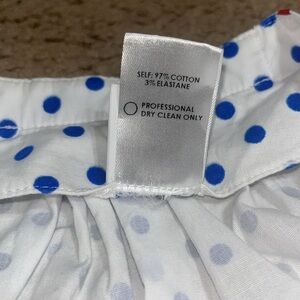 SELF: 97% COTTON
3% ELASTANE
PROFESSIONAL
DRY CLEAN ONLY